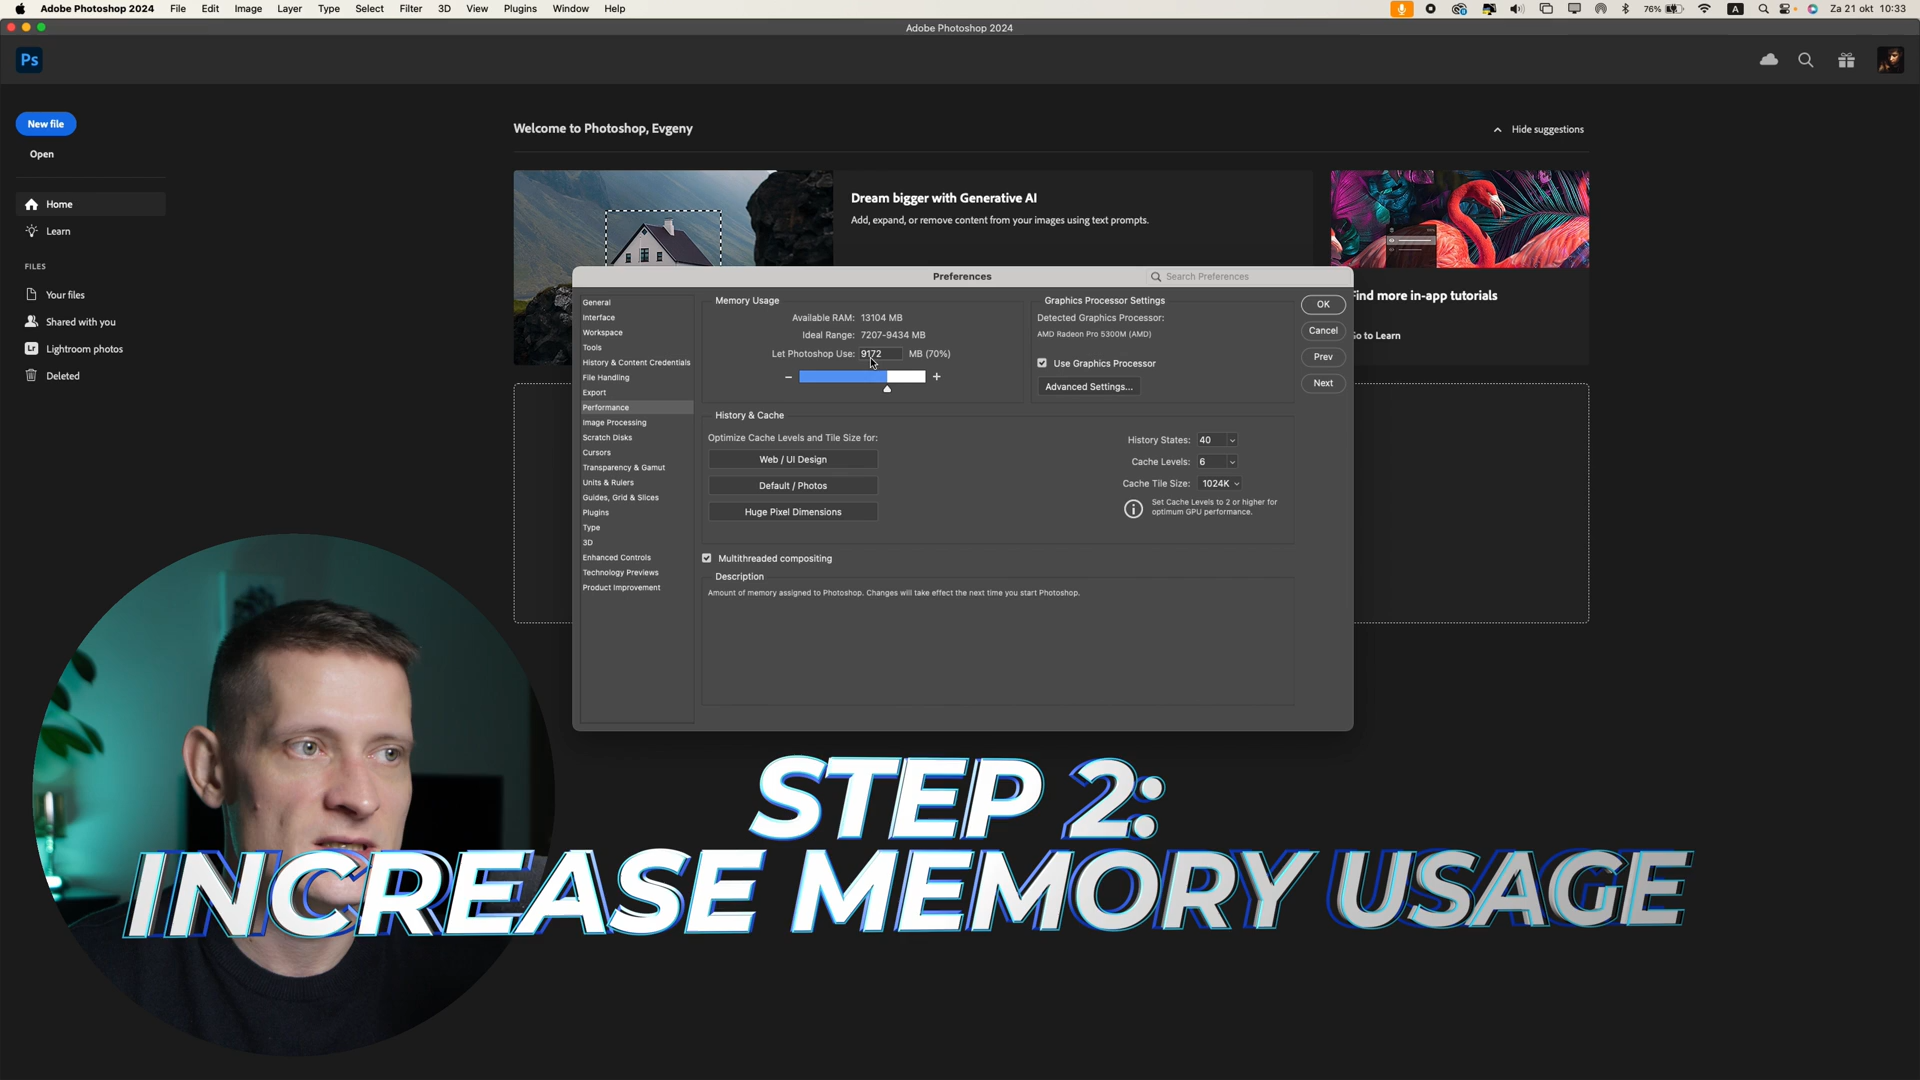 Adobe Photoshop 2024 File Edit Image Layer Type Select Filter 3D View Plugins Window Help
76% A Za 21 okt 10:33
Adobe Photoshop 2024
Ps
New file
Open
Home
Learn
FILES
Your files
Shared with you
Lr Lightroom photos
Deleted
Welcome to Photoshop, Evgeny
Hide suggestions
Dream bigger with Generative AI
Add, expand, or remove content from your images using text prompts.
Find more in-app tutorials
Go to Learn
Preferences
Search Preferences
General
Interface
Workspace
Tools
History & Content Credentials
File Handling
Export
Performance
Image Processing
Scratch Disks
Cursors
Transparency & Gamut
Units & Rulers
Guides, Grid & Slices
Plugins
Type
3D
Enhanced Controls
Technology Previews
Product Improvement
Memory Usage
Available RAM: 13104 MB
Ideal Range: 7207-9434 MB
Let Photoshop Use: 9172 MB (70%)
− +
Graphics Processor Settings
Detected Graphics Processor:
AMD Radeon Pro 5300M (AMD)
Use Graphics Processor
Advanced Settings...
OK
Cancel
Prev
Next
History & Cache
Optimize Cache Levels and Tile Size for:
Web / UI Design
Default / Photos
Huge Pixel Dimensions
History States: 40
Cache Levels: 6
Cache Tile Size: 1024K
Set Cache Levels to 2 or higher for
optimum GPU performance.
Multithreaded compositing
Description
Amount of memory assigned to Photoshop. Changes will take effect the next time you start Photoshop.
STEP 2:
INCREASE MEMORY USAGE